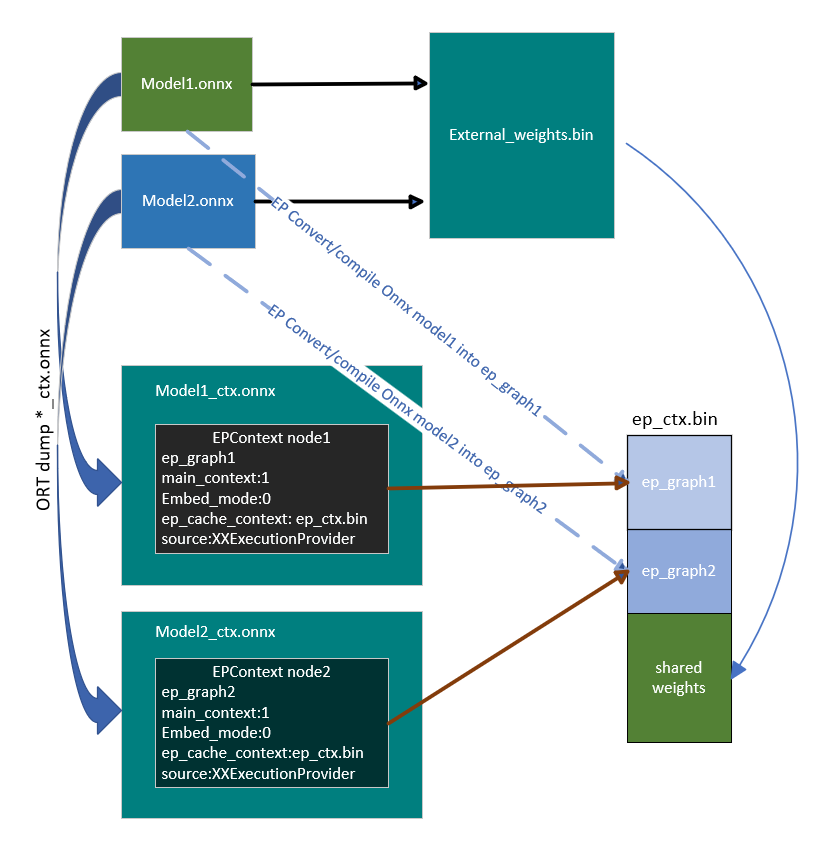 Model1.onnx
External_weights.bin
Model2.onnx
EP Convert/compile Onnx model1 into ep_graph1
EP Convert/compile Onnx model2 into ep_graph2
ORT dump *_ctx.onnx
Model1_ctx.onnx
EPContext node1
ep_graph1
main_context:1
Embed_mode:0
ep_cache_context: ep_ctx.bin
source:XXExecutionProvider
ep_ctx.bin
ep_graph1
ep_graph2
shared
weights
Model2_ctx.onnx
EPContext node2
ep_graph2
main_context:1
Embed_mode:0
ep_cache_context:ep_ctx.bin
source:XXExecutionProvider